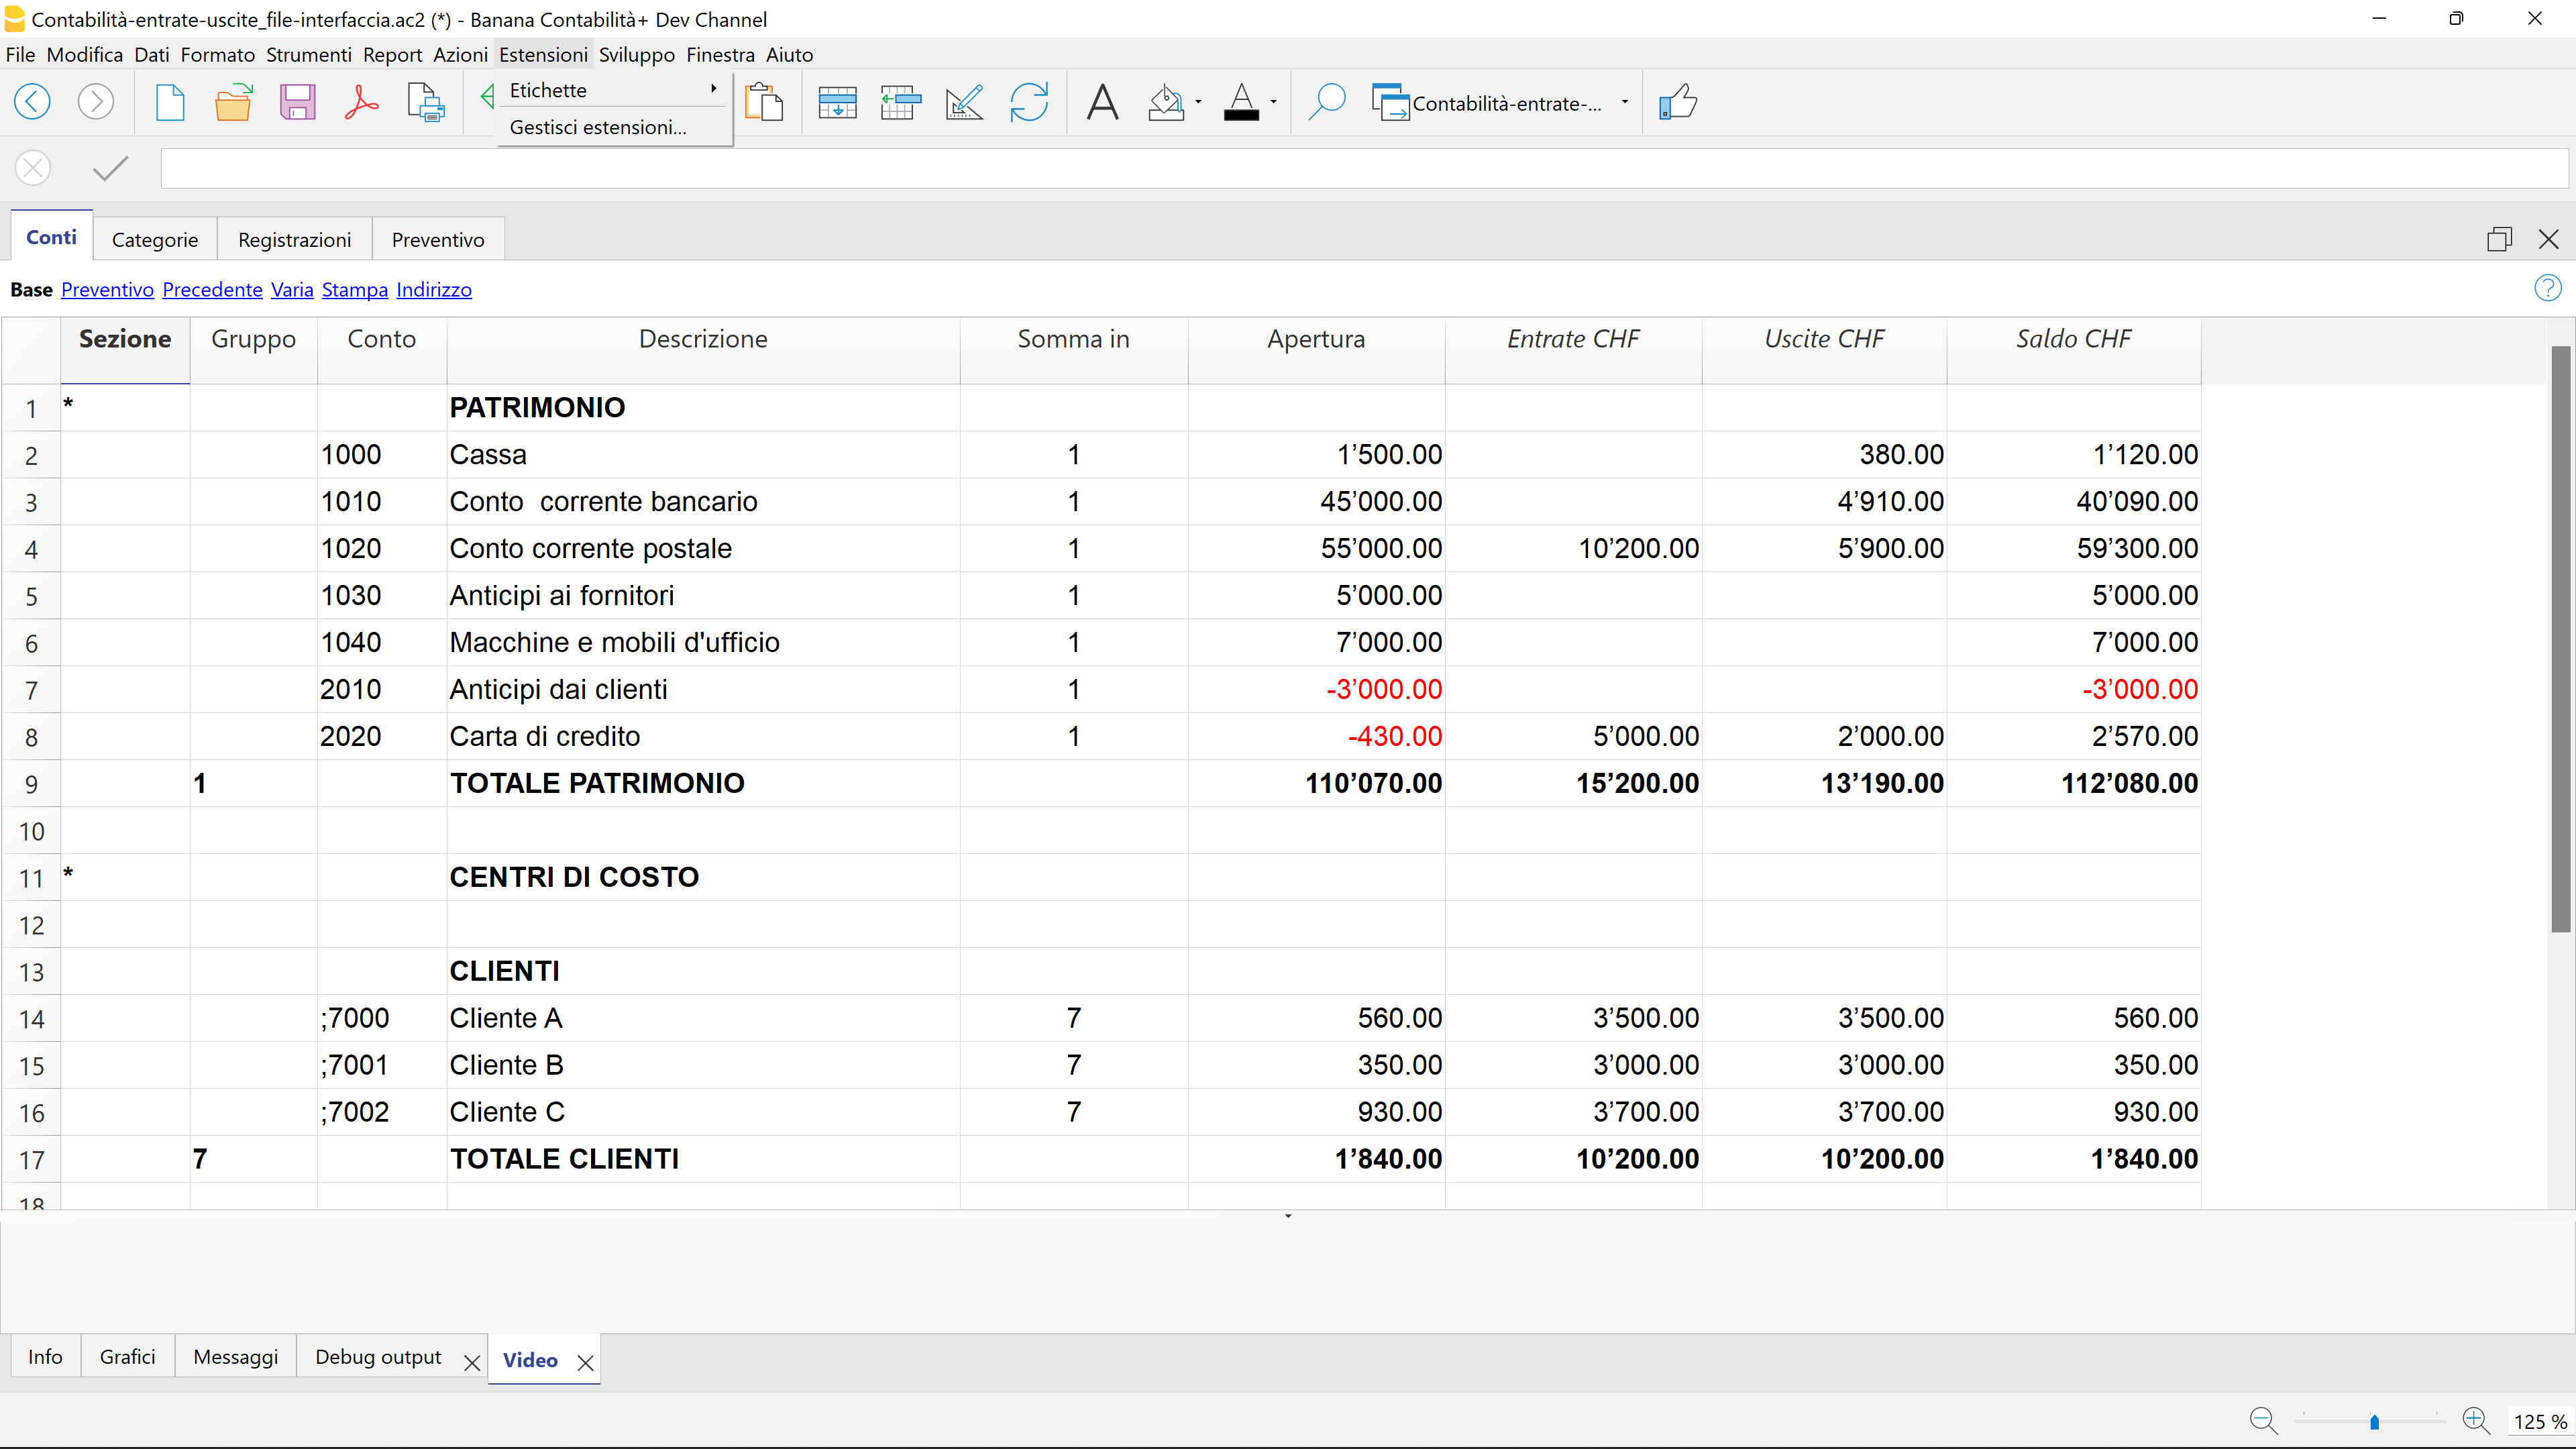 Contabilità-entrate-uscite_file-interfaccia.ac2 (*) - Banana Contabilità+ Dev Channel
File Modifica Dati Formato Strumenti Report Azioni Estensioni Sviluppo Finestra Aiuto
Etichette
Gestisci estensioni...
Contabilità-entrate-...
Conti Categorie Registrazioni Preventivo
Base Preventivo Precedente Varia Stampa Indirizzo
Sezione Gruppo Conto Descrizione Somma in Apertura Entrate CHF Uscite CHF Saldo CHF
1 * PATRIMONIO
2 1000 Cassa 1 1’500.00 380.00 1’120.00
3 1010 Conto  corrente bancario 1 45’000.00 4’910.00 40’090.00
4 1020 Conto corrente postale 1 55’000.00 10’200.00 5’900.00 59’300.00
5 1030 Anticipi ai fornitori 1 5’000.00 5’000.00
6 1040 Macchine e mobili d'ufficio 1 7’000.00 7’000.00
7 2010 Anticipi dai clienti 1 -3’000.00 -3’000.00
8 2020 Carta di credito 1 -430.00 5’000.00 2’000.00 2’570.00
9 1 TOTALE PATRIMONIO 110’070.00 15’200.00 13’190.00 112’080.00
10
11 * CENTRI DI COSTO
12
13 CLIENTI
14 ;7000 Cliente A 7 560.00 3’500.00 3’500.00 560.00
15 ;7001 Cliente B 7 350.00 3’000.00 3’000.00 350.00
16 ;7002 Cliente C 7 930.00 3’700.00 3’700.00 930.00
17 7 TOTALE CLIENTI 1’840.00 10’200.00 10’200.00 1’840.00
18
Info Grafici Messaggi Debug output Video
125 %